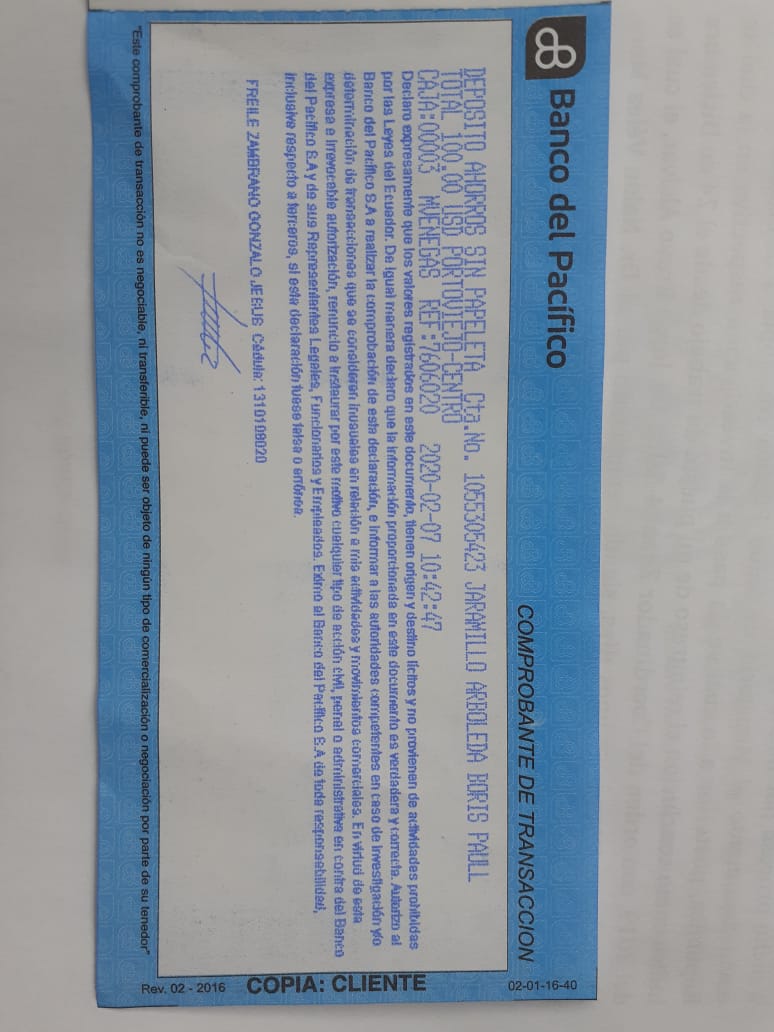 Banco del Pacífico
COMPROBANTE DE TRANSACCION
DEPOSITO AHORROS SIN PAPELETA Cta.No. 1055305423 JARAMILLO ARBOLEDA BORIS PAULL
TOTAL 100.00 USD PORTOVIEJO-CENTRO
CAJA:00003 MVENEGAS REF:7606020 2020-02-07 10:42:47
Declaro expresamente que los valores registrados en este documento, tienen origen y destino lícitos y no provienen de actividades prohibidas
por las Leyes del Ecuador. De igual manera declaro que la información proporcionada en este documento es verdadera y correcta. Autorizo al
Banco del Pacífico S.A a realizar la comprobación de esta declaración, e informar a las autoridades competentes en caso de investigación y/o
determinación de transacciones que se consideren inusuales en relación a mis actividades y movimientos comerciales. En virtud de esta
expresa e irrevocable autorización, renuncio a instaurar por este motivo cualquier tipo de acción civil, penal o administrativa en contra del Banco
del Pacífico S.A y de sus Representantes Legales, Funcionarios y Empleados. Eximo al Banco del Pacífico S.A de toda responsabilidad,
inclusive respecto a terceros, si esta declaración fuese falsa o errónea.
FREILE ZAMBRANO GONZALO JESUS Cédula: 1310108020
"Este comprobante de transacción no es negociable, ni transferible, ni puede ser objeto de ningún tipo de comercialización o negociación por parte de su tenedor"
Rev. 02 - 2016 COPIA: CLIENTE 02-01-16-40